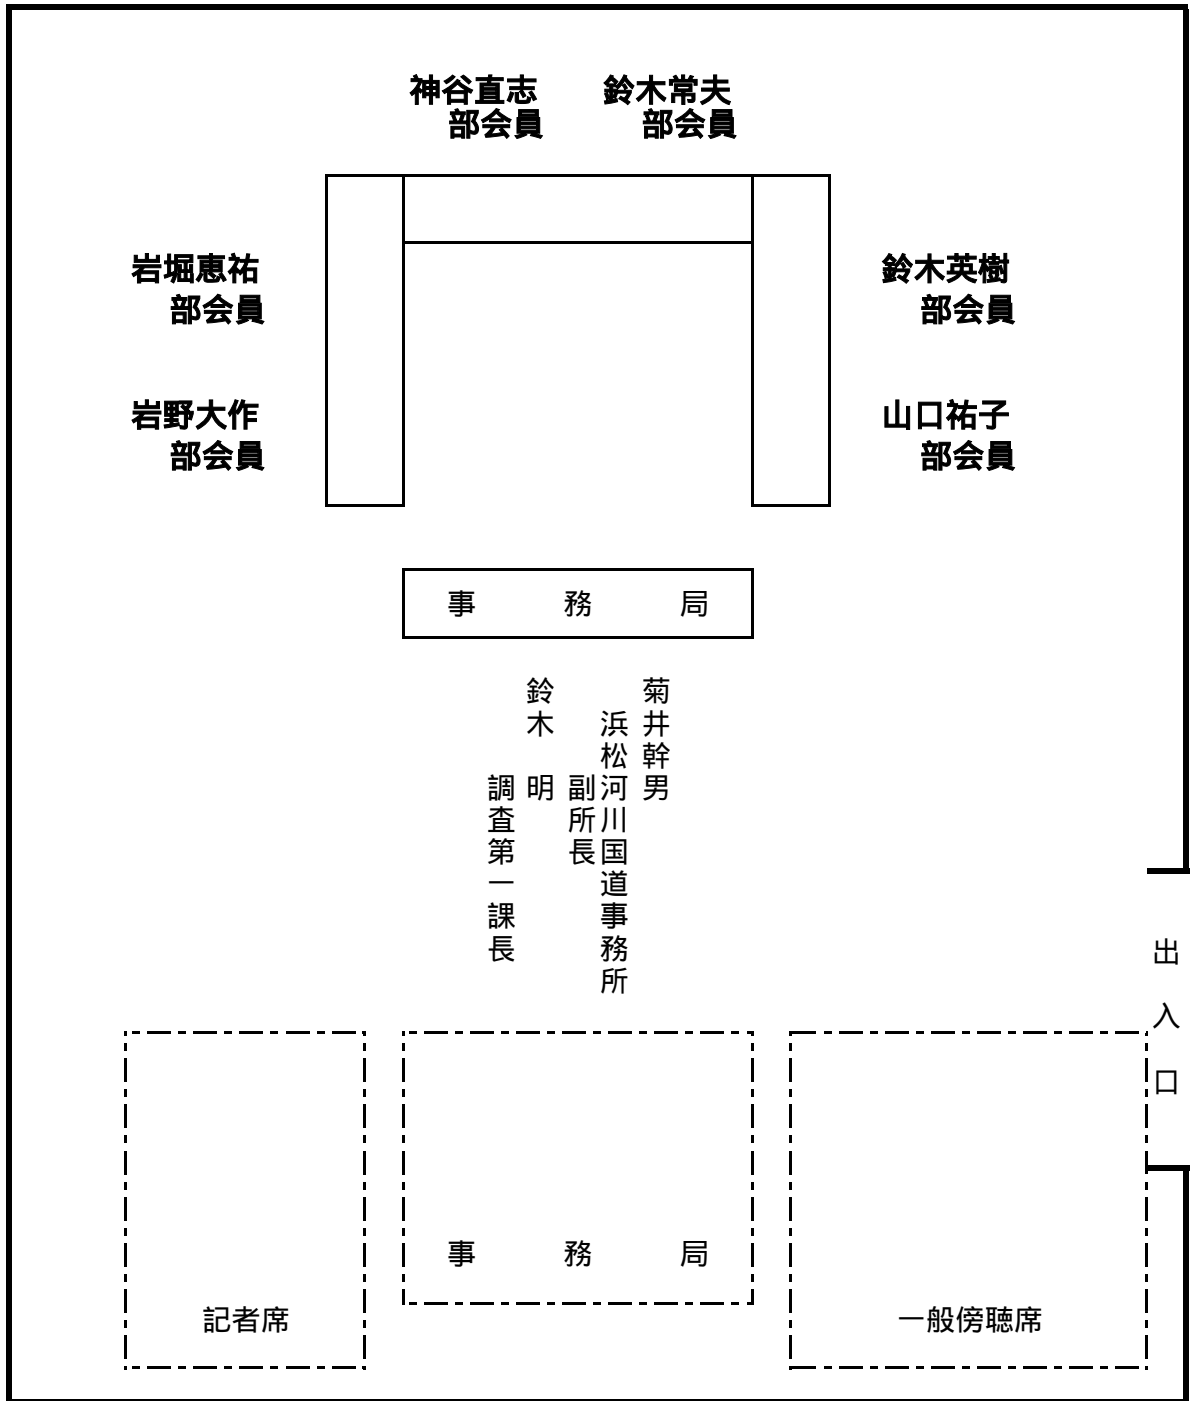 神谷直志
部会員
鈴木常夫
部会員
岩堀恵祐
部会員
鈴木英樹
部会員
岩野大作
部会員
山口祐子
部会員
事　務　局
菊井幹男
浜松河川国道事務所
副所長
鈴木　明
調査第一課長
出入口
事　務　局
記者席
一般傍聴席